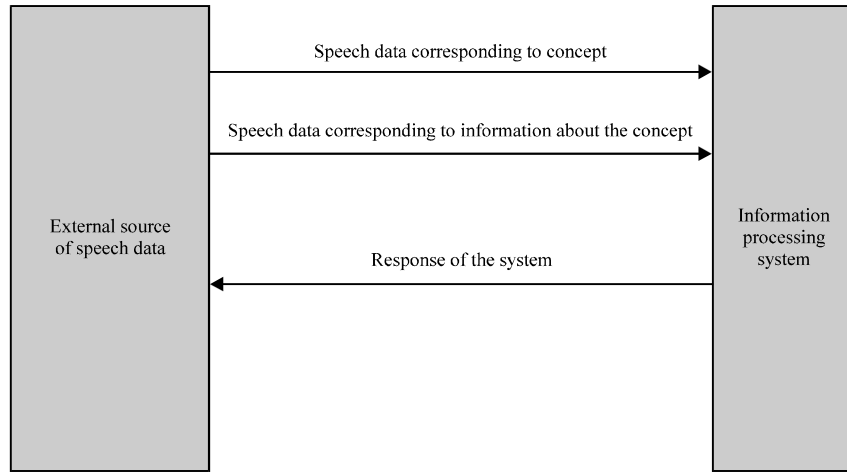 Speech data corresponding to concept
Speech data corresponding to information about the concept
External source
of speech data
Response of the system
Information
processing
system